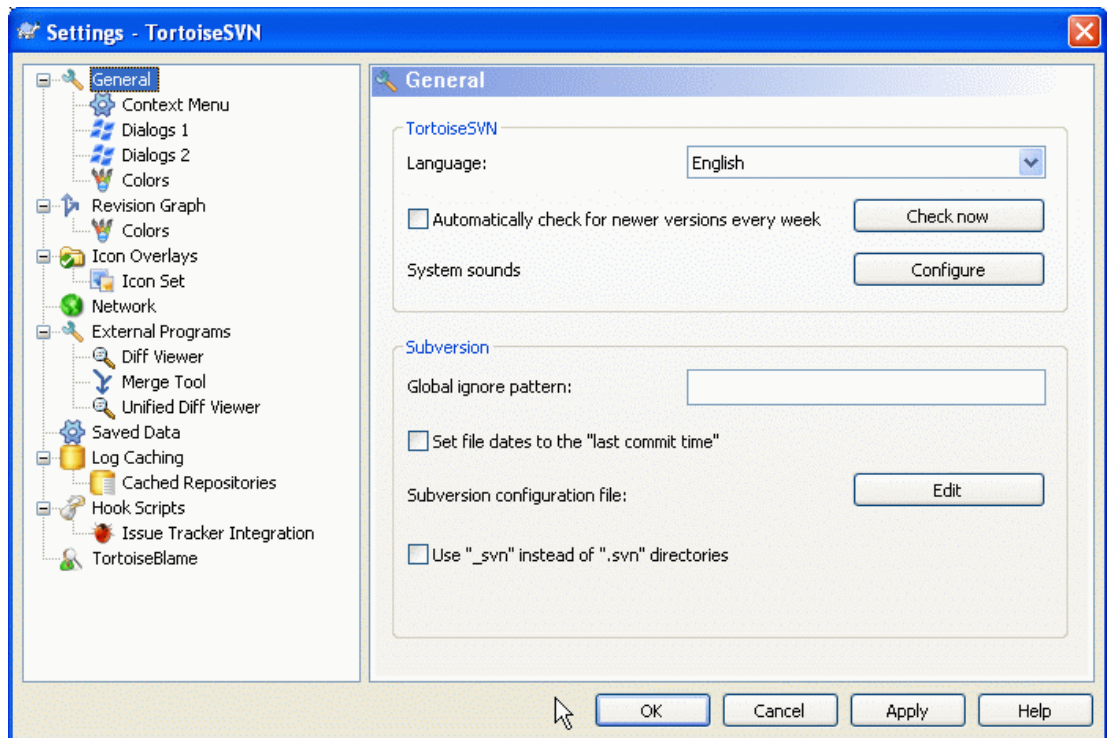 Settings - TortoiseSVN
General
Context Menu
Dialogs 1
Dialogs 2
Colors
Revision Graph
Colors
Icon Overlays
Icon Set
Network
External Programs
Diff Viewer
Merge Tool
Unified Diff Viewer
Saved Data
Log Caching
Cached Repositories
Hook Scripts
Issue Tracker Integration
TortoiseBlame
General
TortoiseSVN
Language: English
Automatically check for newer versions every week Check now
System sounds Configure
Subversion
Global ignore pattern:
Set file dates to the "last commit time"
Subversion configuration file: Edit
Use "_svn" instead of ".svn" directories
OK Cancel Apply Help